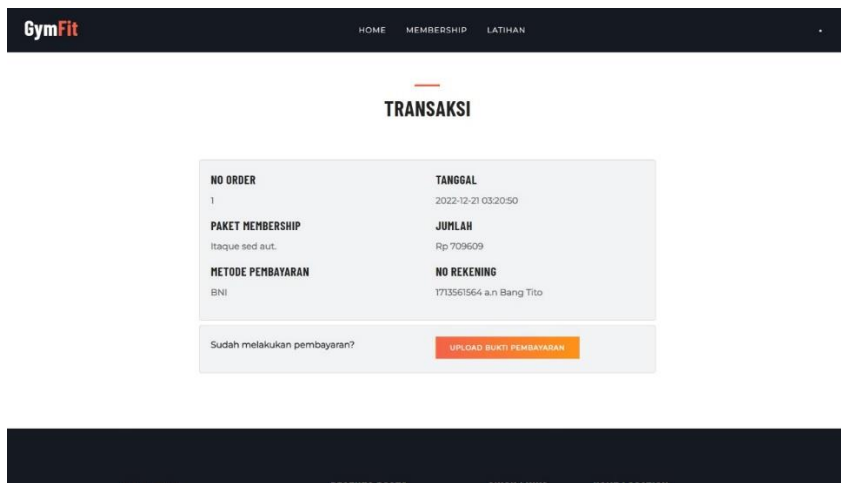 GymFit
HOME MEMBERSHIP LATIHAN
TRANSAKSI
NO ORDER
1
TANGGAL
2022-12-21 03:20:50
PAKET MEMBERSHIP
Itaque sed aut.
JUMLAH
Rp 709609
METODE PEMBAYARAN
BNI
NO REKENING
1713561564 a.n Bang Tito
Sudah melakukan pembayaran?
UPLOAD BUKTI PEMBAYARAN